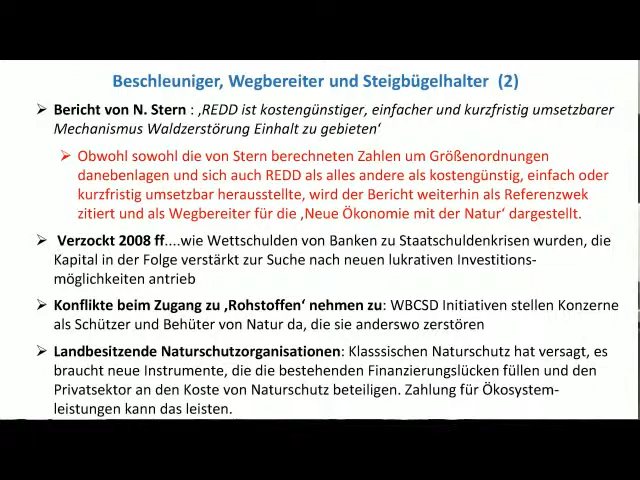 Beschleuniger, Wegbereiter und Steigbügelhalter (2)
➢ Bericht von N. Stern : ‚REDD ist kostengünstiger, einfacher und kurzfristig umsetzbarer
Mechanismus Waldzerstörung Einhalt zu gebieten‘
➢ Obwohl sowohl die von Stern berechneten Zahlen um Größenordnungen
danebenlagen und sich auch REDD als alles andere als kostengünstig, einfach oder
kurzfristig umsetzbar herausstellte, wird der Bericht weiterhin als Referenzwek
zitiert und als Wegbereiter für die ‚Neue Ökonomie mit der Natur‘ dargestellt.
➢ Verzockt 2008 ff....wie Wettschulden von Banken zu Staatschuldenkrisen wurden, die
Kapital in der Folge verstärkt zur Suche nach neuen lukrativen Investitions-
möglichkeiten antrieb
➢ Konflikte beim Zugang zu ‚Rohstoffen‘ nehmen zu: WBCSD Initiativen stellen Konzerne
als Schützer und Behüter von Natur da, die sie anderswo zerstören
➢ Landbesitzende Naturschutzorganisationen: Klasssischen Naturschutz hat versagt, es
braucht neue Instrumente, die die bestehenden Finanzierungslücken füllen und den
Privatsektor an den Koste von Naturschutz beteiligen. Zahlung für Ökosystem-
leistungen kann das leisten.